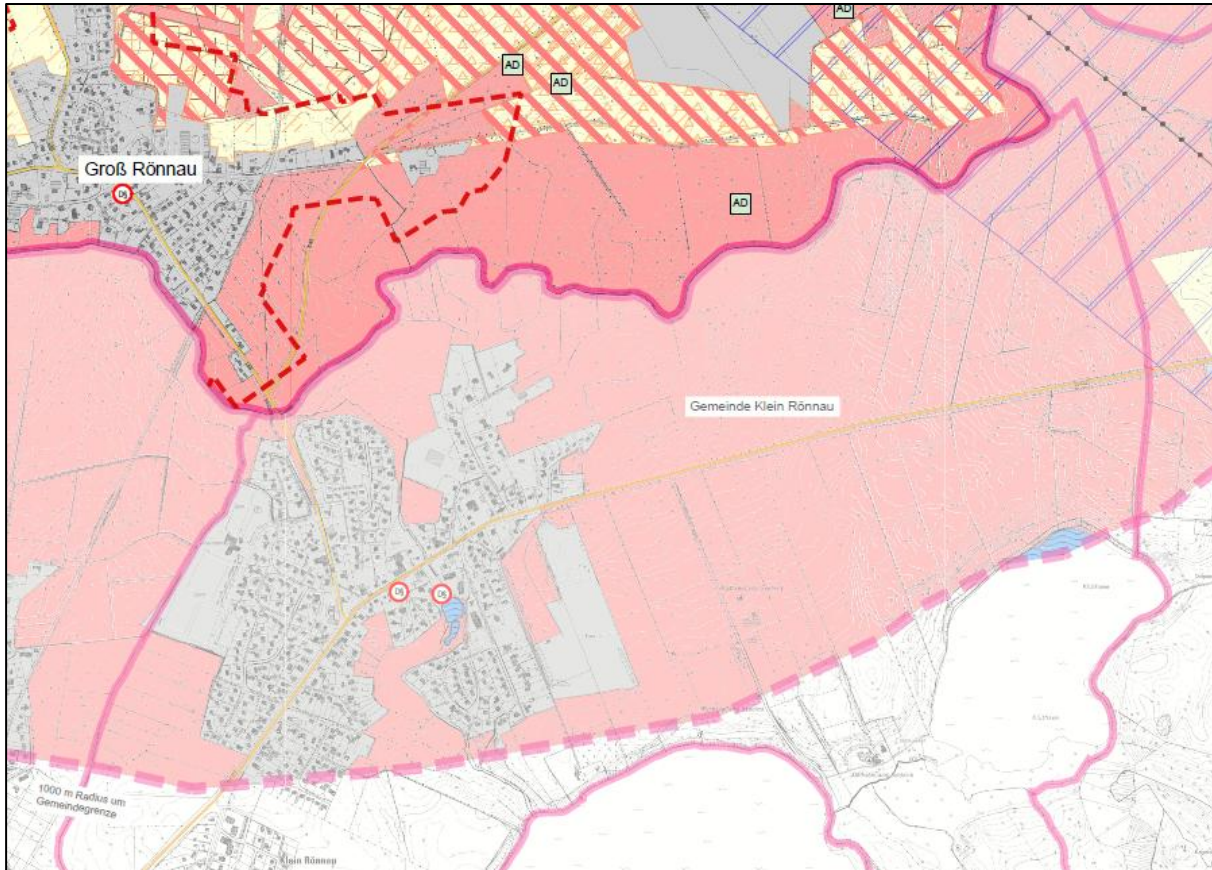 AD
AD
AD
Groß Rönnau
D§
AD
Gemeinde Klein Rönnau
D§
D§
1000 m Radius um
Gemeindegrenze
Klein Rönnau